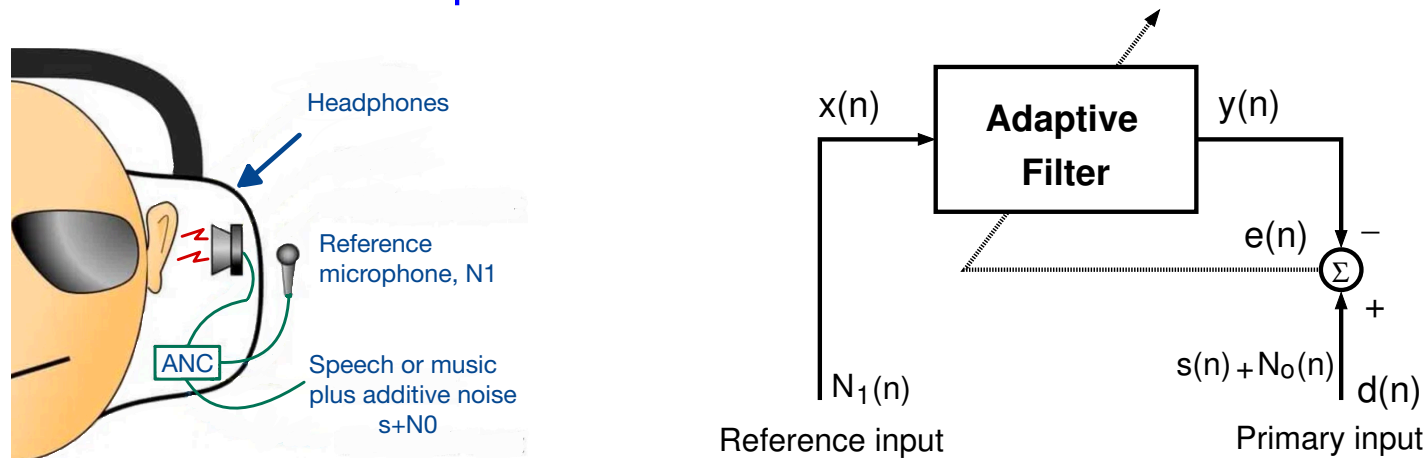 Headphones
Reference
microphone, N1
ANC
Speech or music
plus additive noise
s+N0
x(n)
Adaptive
Filter
y(n)
e(n)
−
Σ
+
N₁(n)
s(n) + Nₒ(n)
d(n)
Reference input
Primary input